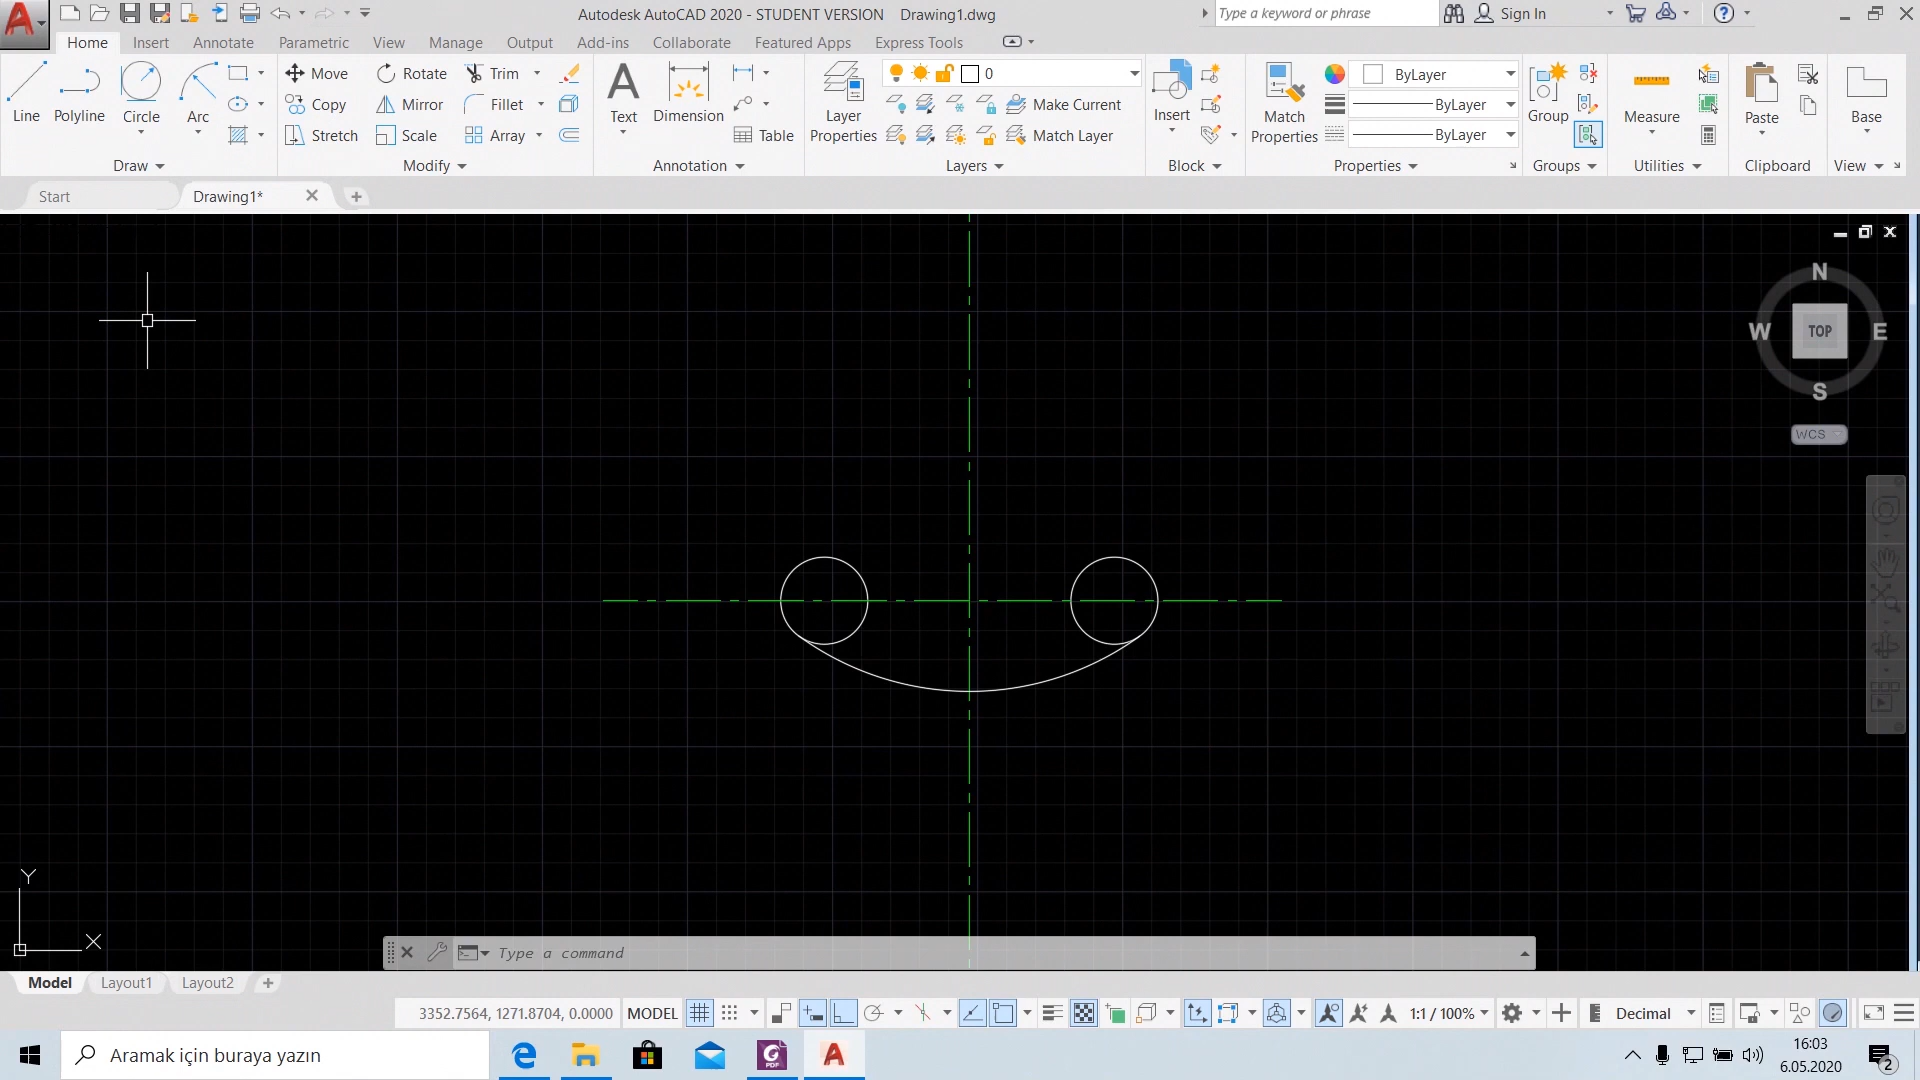 Autodesk AutoCAD 2020 - STUDENT VERSION Drawing1.dwg
Type a keyword or phrase
Sign In
Home Insert Annotate Parametric View Manage Output Add-ins Collaborate Featured Apps Express Tools
Line Polyline Circle Arc
Move Rotate Trim
Copy Mirror Fillet
Stretch Scale Array
Text Dimension Table
Layer Properties
0
Make Current
Match Layer
Insert
Match Properties
ByLayer
ByLayer
ByLayer
Group
Measure
Paste
Base
Draw Modify Annotation Layers Block Properties Groups Utilities Clipboard View
Start Drawing1*
N
W TOP E
S
WCS
Y
X
Type a command
Model Layout1 Layout2
3352.7564, 1271.8704, 0.0000 MODEL 1:1 / 100% Decimal
Aramak için buraya yazın
PDF
16:03
6.05.2020
2